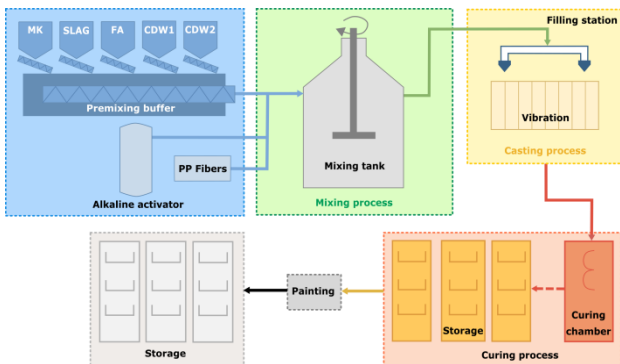 MK
SLAG
FA
CDW1
CDW2
Premixing buffer
PP Fibers
Alkaline activator
Mixing tank
Mixing process
Filling station
Vibration
Casting process
Storage
Painting
Storage
Curing
chamber
Curing process